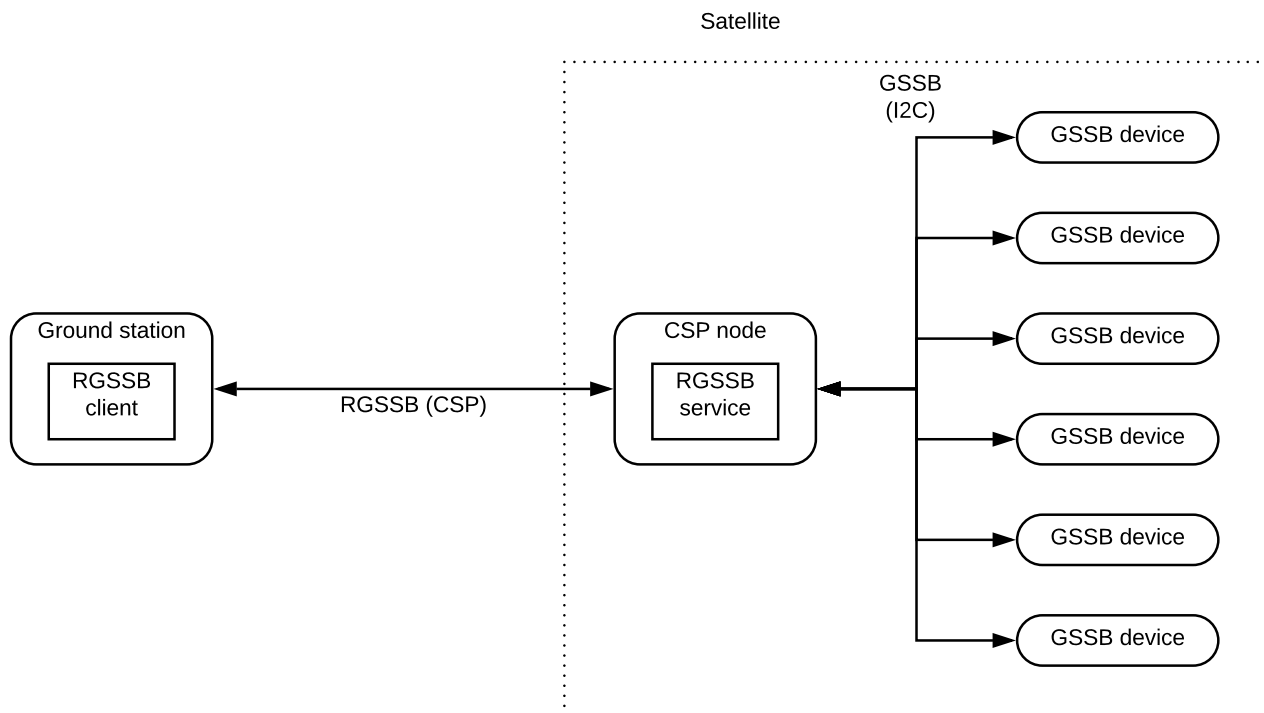 Satellite
GSSB
(I2C)
GSSB device
GSSB device
Ground station
RGSSB
client
RGSSB (CSP)
CSP node
RGSSB
service
GSSB device
GSSB device
GSSB device
GSSB device